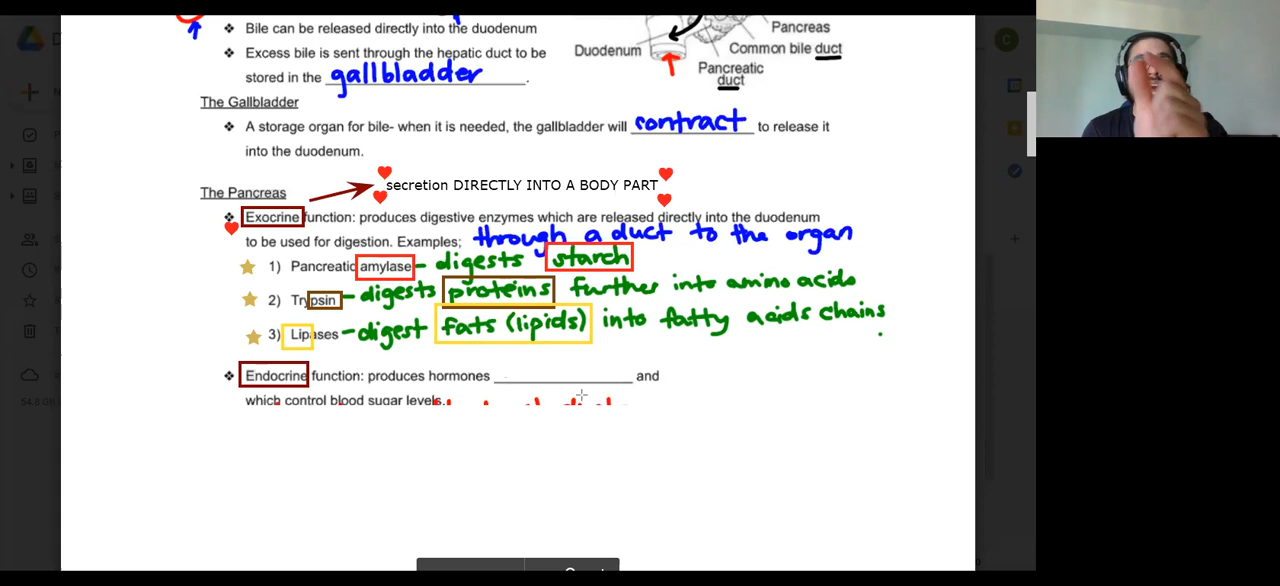 ❖ Bile can be released directly into the duodenum
❖ Excess bile is sent through the hepatic duct to be
stored in the gallbladder.
Duodenum
Pancreas
Common bile duct
Pancreatic
duct
The Gallbladder
❖ A storage organ for bile- when it is needed, the gallbladder will contract to release it
into the duodenum.
secretion DIRECTLY INTO A BODY PART
The Pancreas
❖ Exocrine function: produces digestive enzymes which are released directly into the duodenum
to be used for digestion. Examples; through a duct to the organ
1) Pancreatic amylase - digests starch
2) Trypsin - digests proteins further into amino acids
3) Lipases - digest fats (lipids) into fatty acids chains
❖ Endocrine function: produces hormones ____________ and
which control blood sugar levels.
C